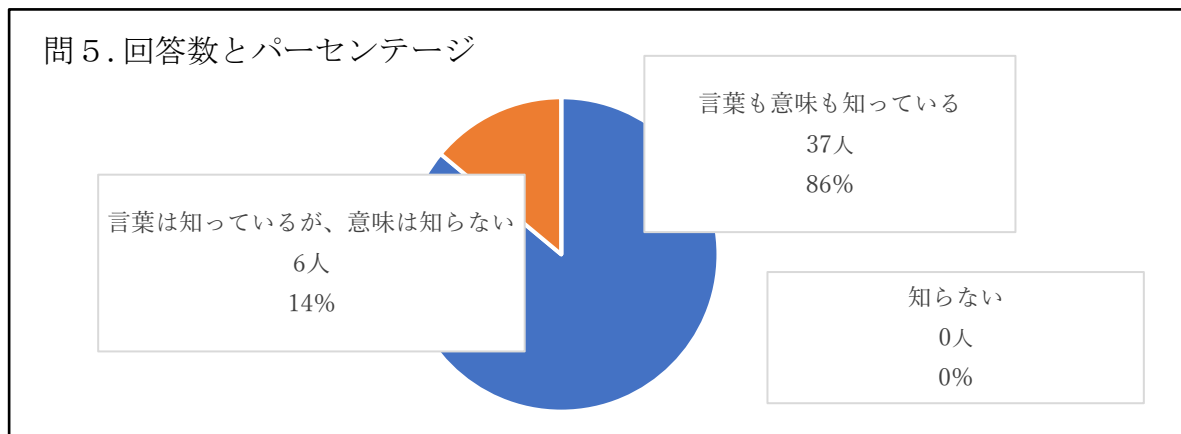 問５.回答数とパーセンテージ
言葉も意味も知っている
37人
86%
言葉は知っているが、意味は知らない
6人
14%
知らない
0人
0%